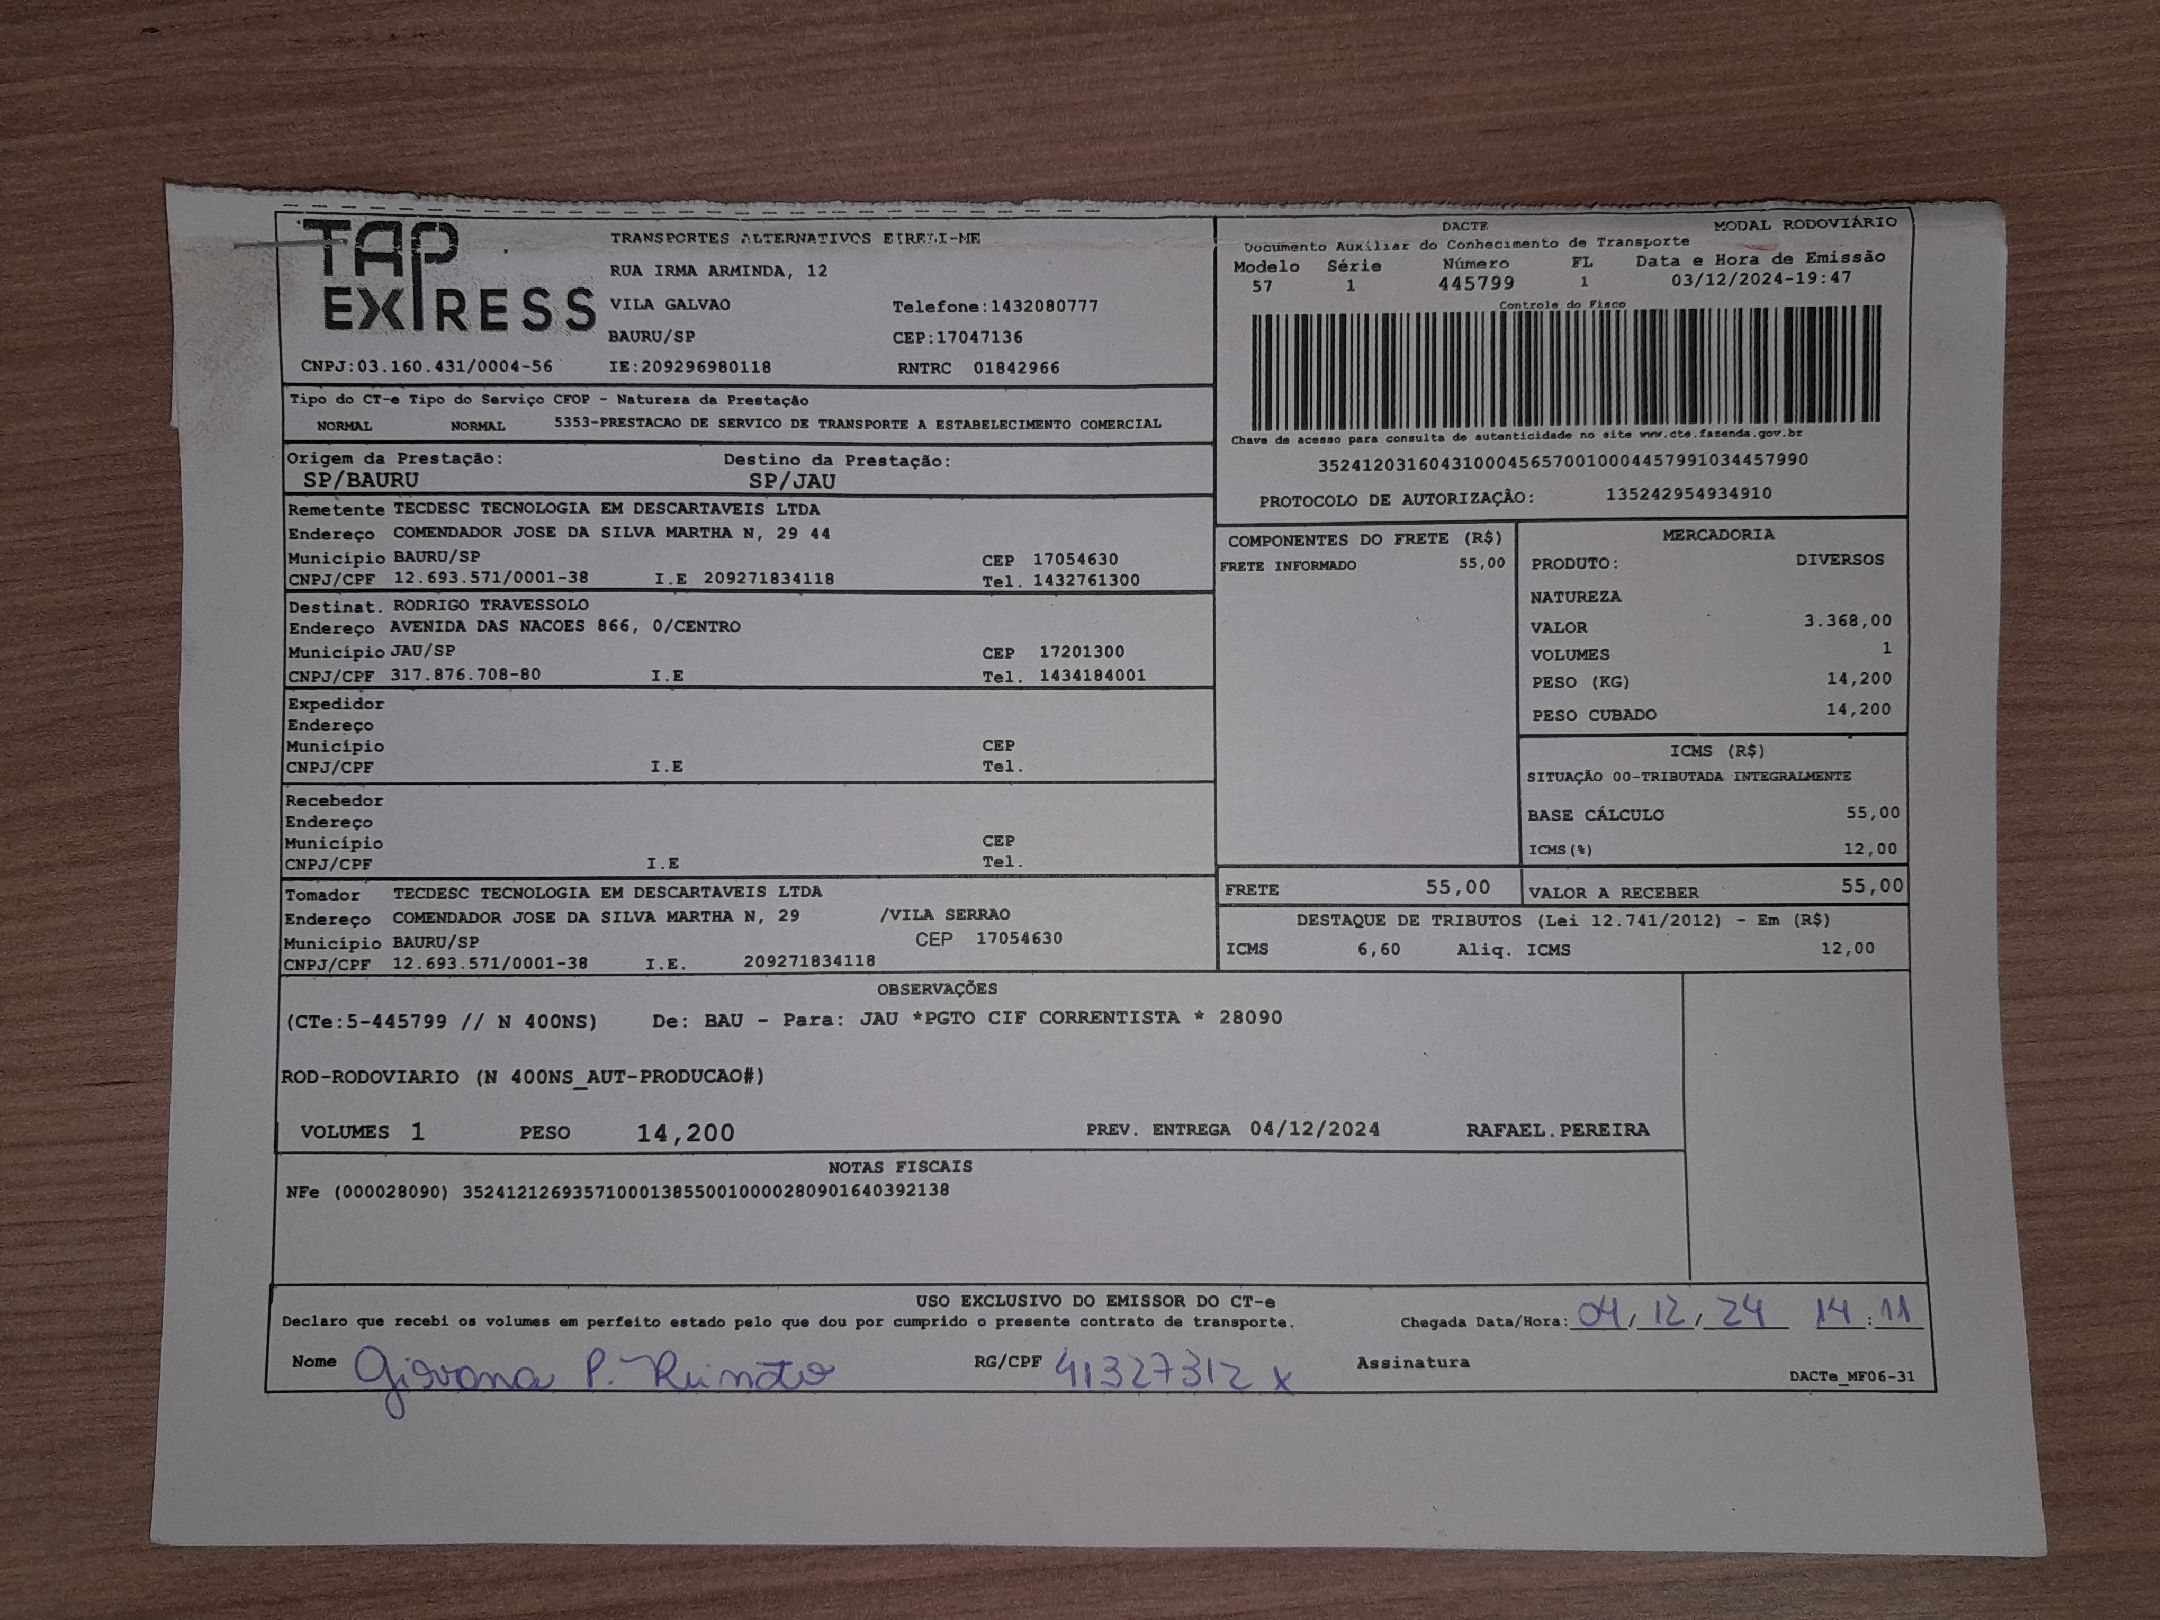 TAP EXPRESS
TRANSPORTES ALTERNATIVOS EIRELI-ME
RUA IRMA ARMINDA, 12
VILA GALVAO Telefone:1432080777
BAURU/SP CEP:17047136
CNPJ:03.160.431/0004-56 IE:209296980118 RNTRC 01842966
DACTE MODAL RODOVIÁRIO
Documento Auxiliar do Conhecimento de Transporte
Modelo Série Número FL Data e Hora de Emissão
57 1 445799 1 03/12/2024-19:47
Controle do Fisco
Chave de acesso para consulta de autenticidade no site www.cte.fazenda.gov.br
35241203160431000456570010004457991034457990
PROTOCOLO DE AUTORIZAÇÃO: 135242954934910
Tipo do CT-e Tipo do Serviço CFOP - Natureza da Prestação
NORMAL NORMAL 5353-PRESTACAO DE SERVICO DE TRANSPORTE A ESTABELECIMENTO COMERCIAL
Origem da Prestação: Destino da Prestação:
SP/BAURU SP/JAU
Remetente TECDESC TECNOLOGIA EM DESCARTAVEIS LTDA
Endereço COMENDADOR JOSE DA SILVA MARTHA N, 29 44
Município BAURU/SP CEP 17054630
CNPJ/CPF 12.693.571/0001-38 I.E 209271834118 Tel. 1432761300
Destinat. RODRIGO TRAVESSOLO
Endereço AVENIDA DAS NACOES 866, 0/CENTRO
Município JAU/SP CEP 17201300
CNPJ/CPF 317.876.708-80 I.E Tel. 1434184001
Expedidor
Endereço
Município CEP
CNPJ/CPF I.E Tel.
Recebedor
Endereço
Município CEP
CNPJ/CPF I.E Tel.
Tomador TECDESC TECNOLOGIA EM DESCARTAVEIS LTDA
Endereço COMENDADOR JOSE DA SILVA MARTHA N, 29 /VILA SERRAO
Município BAURU/SP CEP 17054630
CNPJ/CPF 12.693.571/0001-38 I.E. 209271834118
COMPONENTES DO FRETE (R$)
FRETE INFORMADO 55,00
MERCADORIA
PRODUTO: DIVERSOS
NATUREZA
VALOR 3.368,00
VOLUMES 1
PESO (KG) 14,200
PESO CUBADO 14,200
ICMS (R$)
SITUAÇÃO 00-TRIBUTADA INTEGRALMENTE
BASE CÁLCULO 55,00
ICMS(%) 12,00
FRETE 55,00 VALOR A RECEBER 55,00
DESTAQUE DE TRIBUTOS (Lei 12.741/2012) - Em (R$)
ICMS 6,60 Aliq. ICMS 12,00
OBSERVAÇÕES
(CTe:5-445799 // N 400NS) De: BAU - Para: JAU *PGTO CIF CORRENTISTA * 28090
ROD-RODOVIARIO (N 400NS_AUT-PRODUCAO#)
VOLUMES 1 PESO 14,200 PREV. ENTREGA 04/12/2024 RAFAEL.PEREIRA
NOTAS FISCAIS
NFe (000028090) 35241212693571000138550010000280901640392138
USO EXCLUSIVO DO EMISSOR DO CT-e
Declaro que recebi os volumes em perfeito estado pelo que dou por cumprido o presente contrato de transporte. Chegada Data/Hora: 04/12/24 14:11
Nome Giovana P. RG/CPF 41327312x Assinatura
DACTe_MF06-31